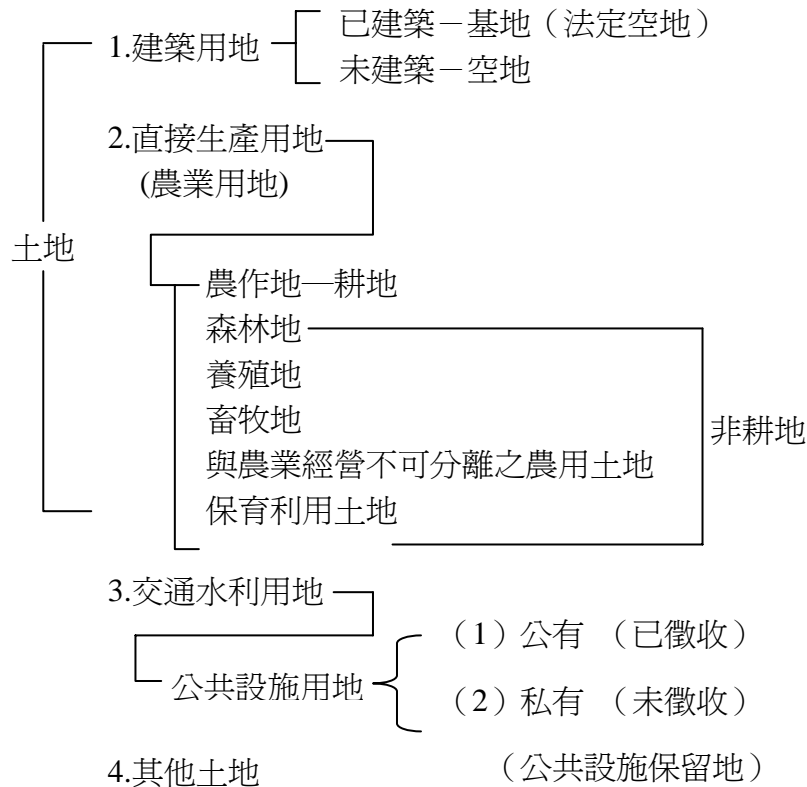 已建築－基地（法定空地）
1.建築用地
未建築－空地
2.直接生產用地
(農業用地)
土地
農作地—耕地
森林地
養殖地
畜牧地
非耕地
與農業經營不可分離之農用土地
保育利用土地
3.交通水利用地
（1）公有 （已徵收）
公共設施用地
（2）私有 （未徵收）
4.其他土地
（公共設施保留地）